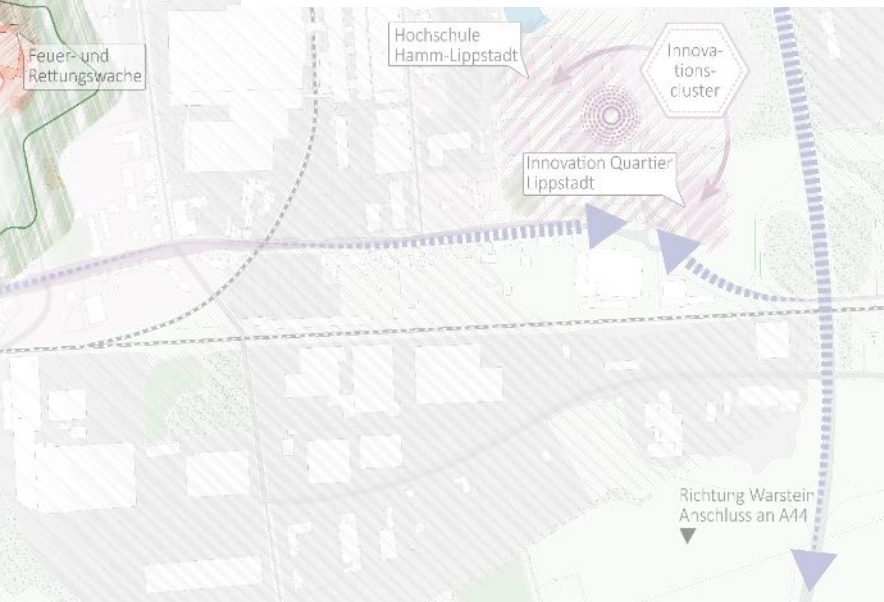 Feuer- und
Rettungswache
Hochschule
Hamm-Lippstadt
Innova-
tions-
cluster
Innovation Quartier
Lippstadt
Richtung Warstein
Anschluss an A44